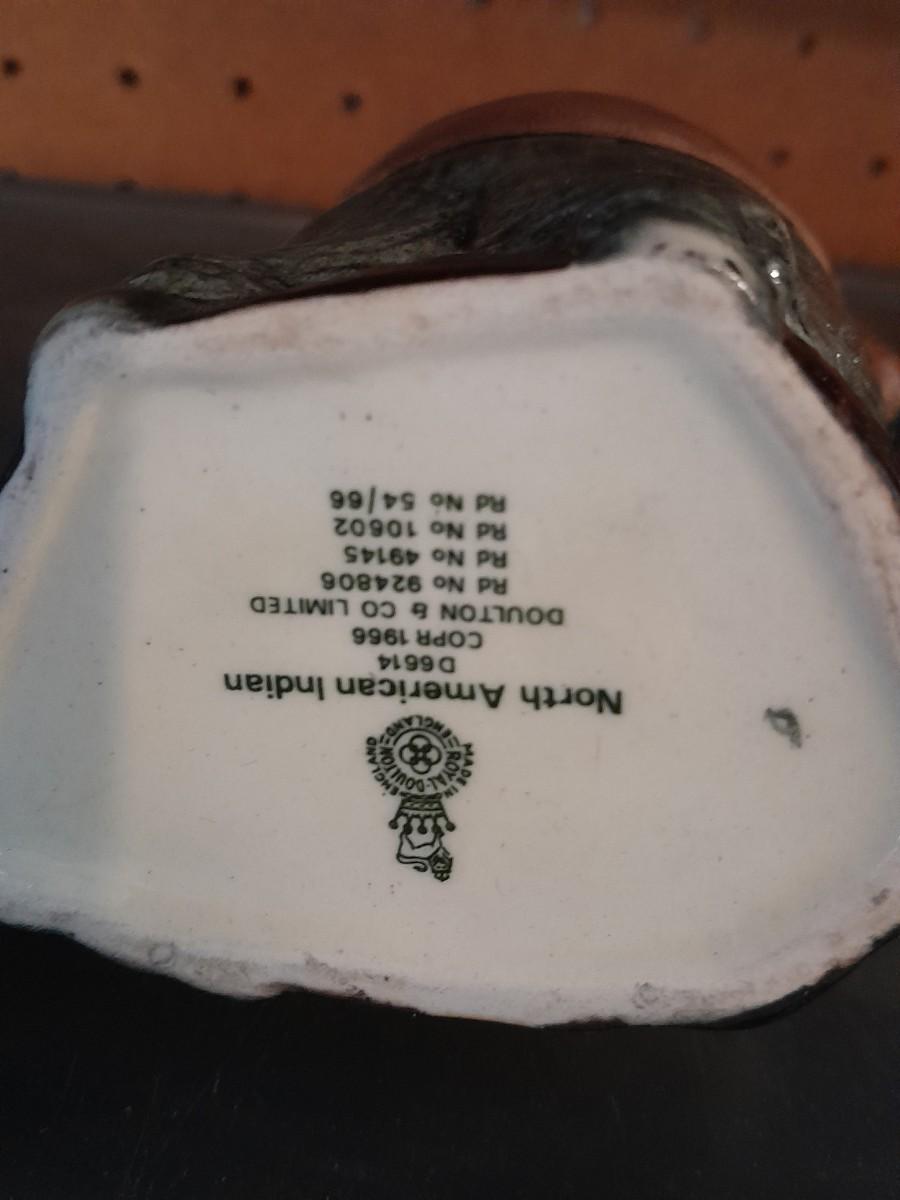 MADE IN ENGLAND
ROYAL·DOULTON
ENGLAND
North American Indian
D 6614
COPR 1966
DOULTON & CO LIMITED
Rd No 924806
Rd No 49145
Rd No 10602
Rd No 54/66